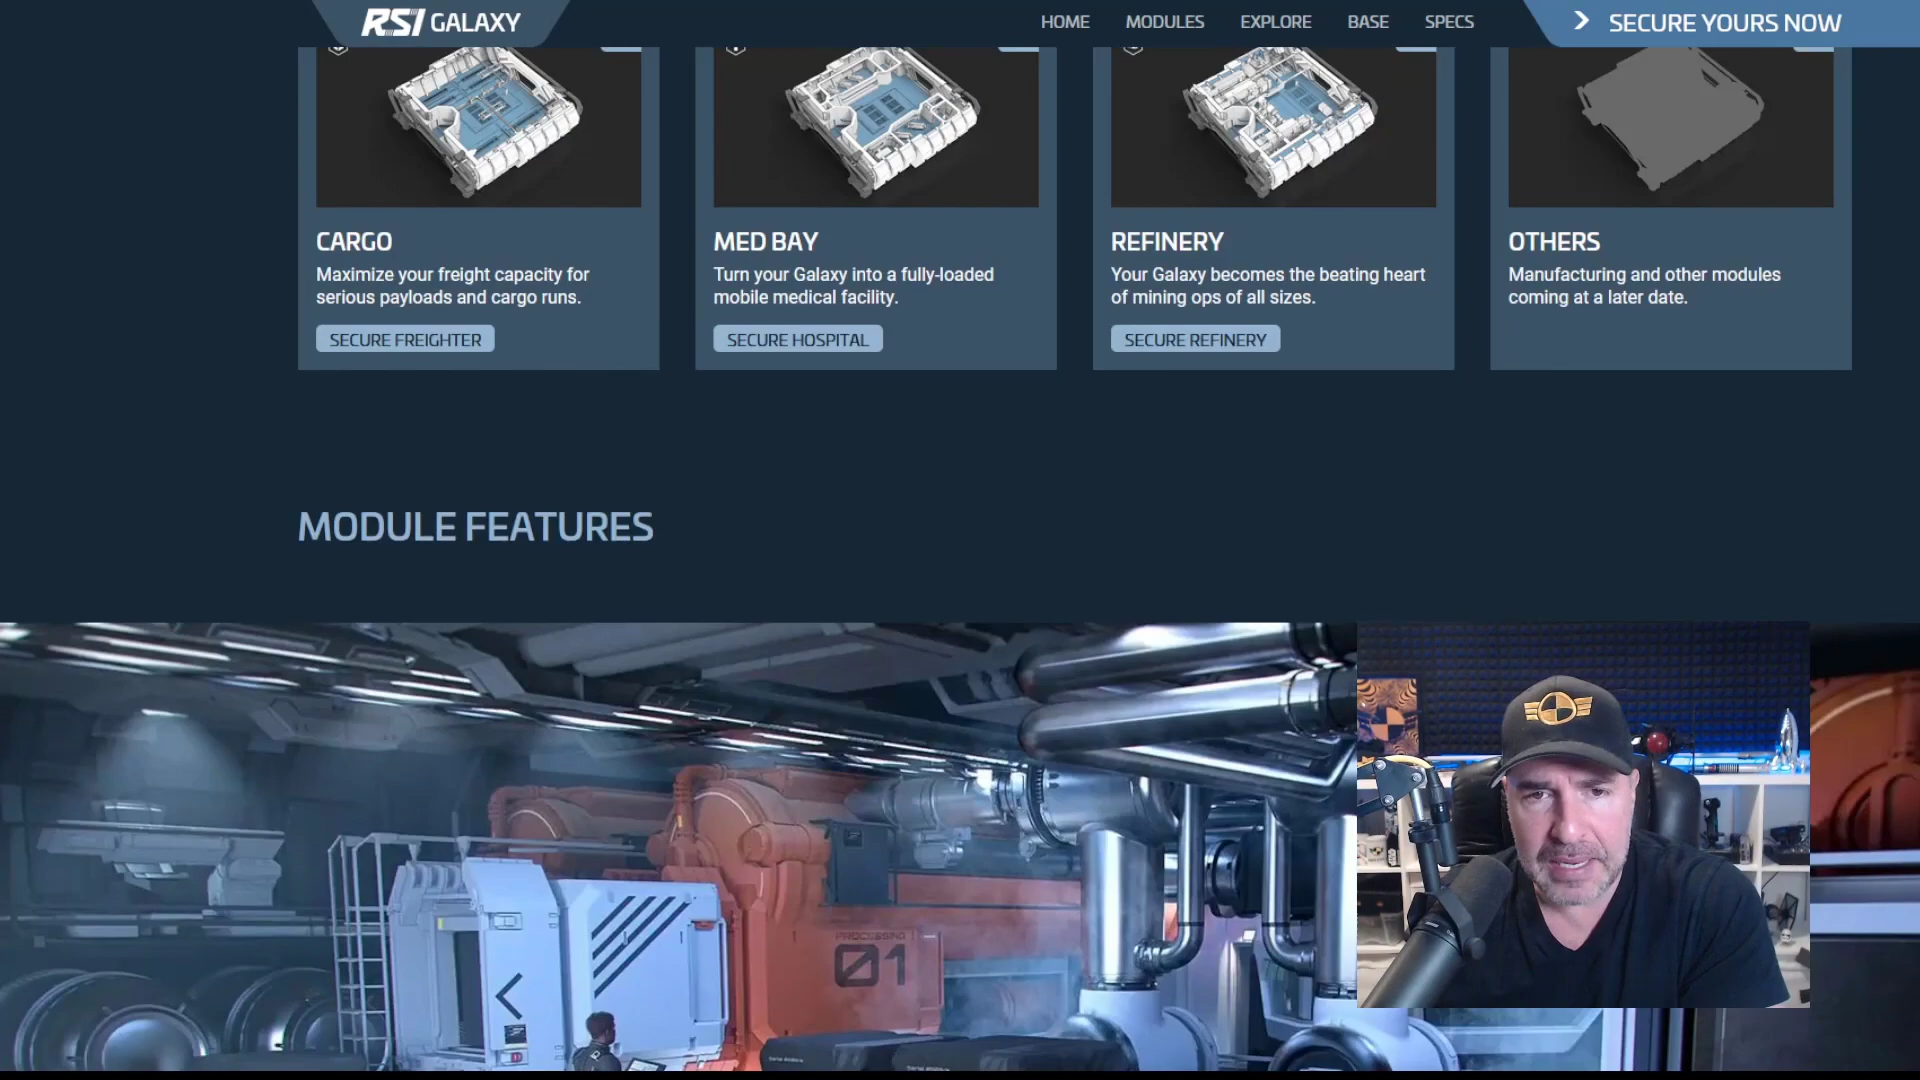 RSI GALAXY
HOME MODULES EXPLORE BASE SPECS
SECURE YOURS NOW
CARGO
Maximize your freight capacity for
serious payloads and cargo runs.
SECURE FREIGHTER
MED BAY
Turn your Galaxy into a fully-loaded
mobile medical facility.
SECURE HOSPITAL
REFINERY
Your Galaxy becomes the beating heart
of mining ops of all sizes.
SECURE REFINERY
OTHERS
Manufacturing and other modules
coming at a later date.
MODULE FEATURES
PROCESSING
01